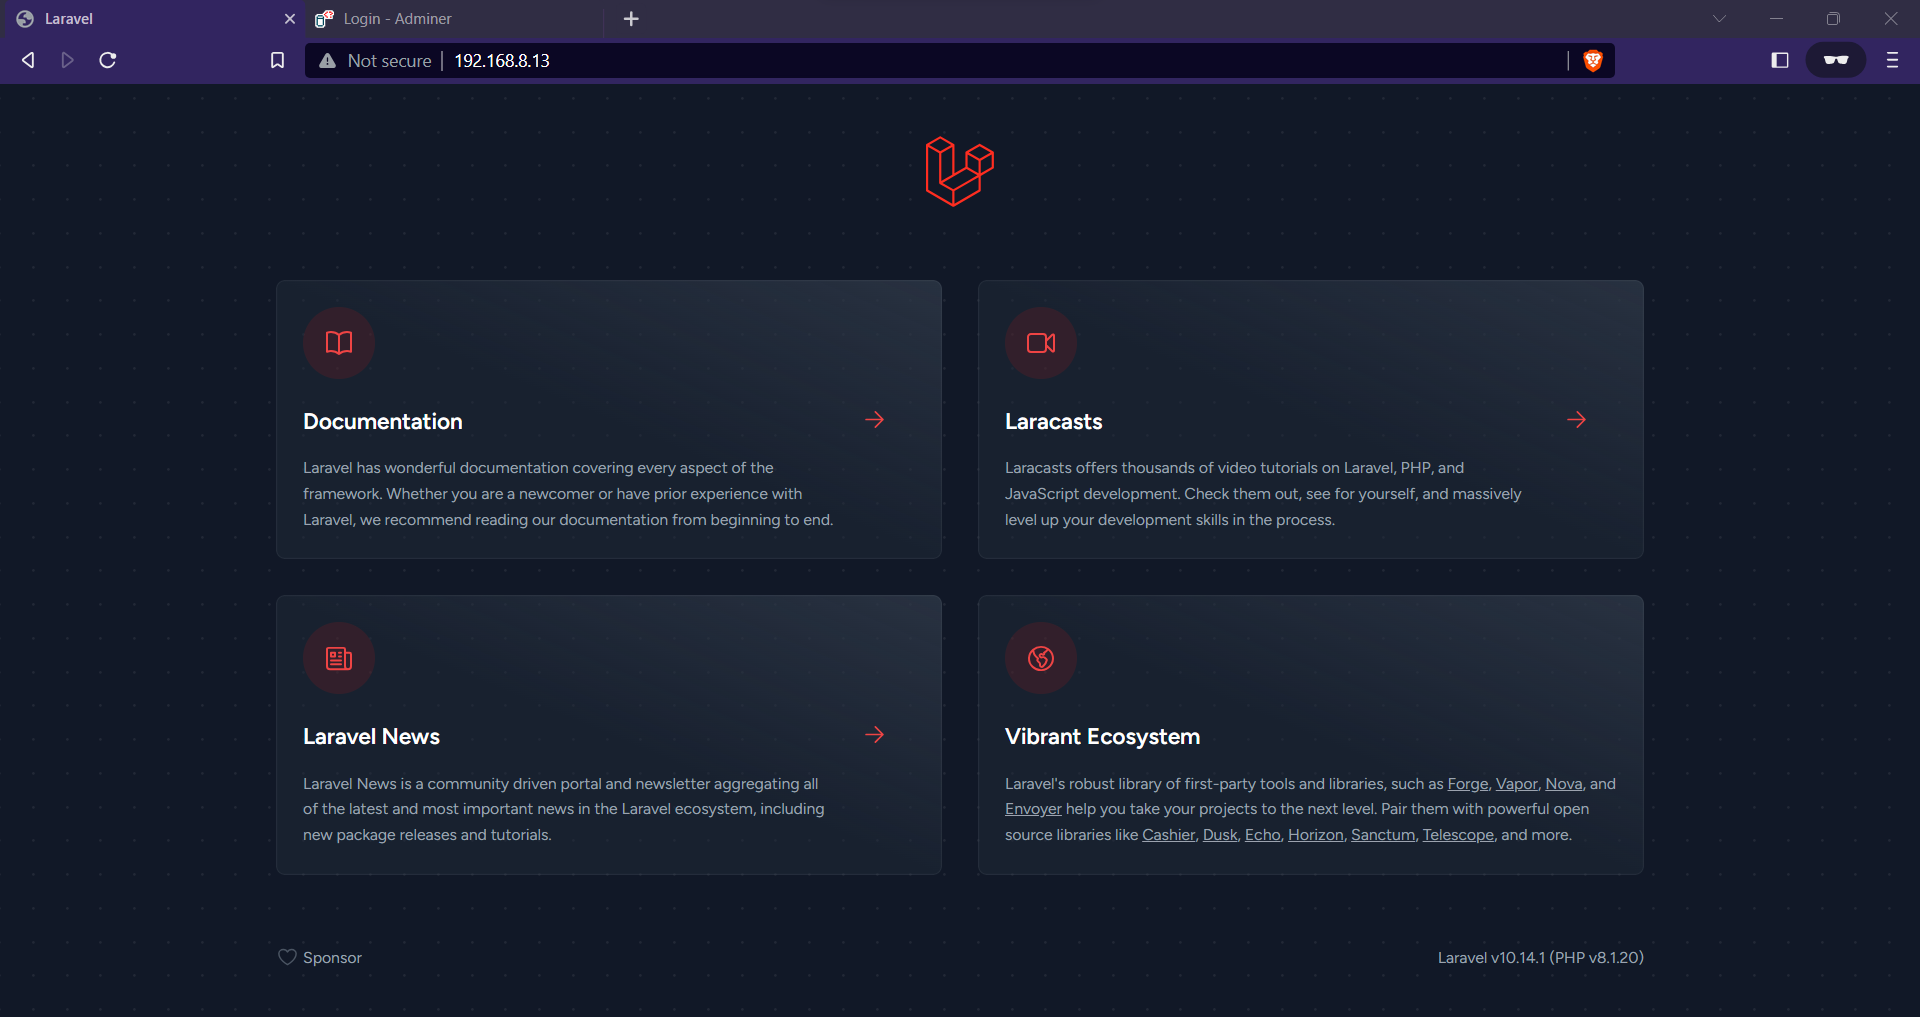 Laravel
Login - Adminer
Not secure
192.168.8.13
Documentation
Laravel has wonderful documentation covering every aspect of the
framework. Whether you are a newcomer or have prior experience with
Laravel, we recommend reading our documentation from beginning to end.
Laracasts
Laracasts offers thousands of video tutorials on Laravel, PHP, and
JavaScript development. Check them out, see for yourself, and massively
level up your development skills in the process.
Laravel News
Laravel News is a community driven portal and newsletter aggregating all
of the latest and most important news in the Laravel ecosystem, including
new package releases and tutorials.
Vibrant Ecosystem
Laravel's robust library of first-party tools and libraries, such as Forge, Vapor, Nova, and
Envoyer help you take your projects to the next level. Pair them with powerful open
source libraries like Cashier, Dusk, Echo, Horizon, Sanctum, Telescope, and more.
Sponsor
Laravel v10.14.1 (PHP v8.1.20)